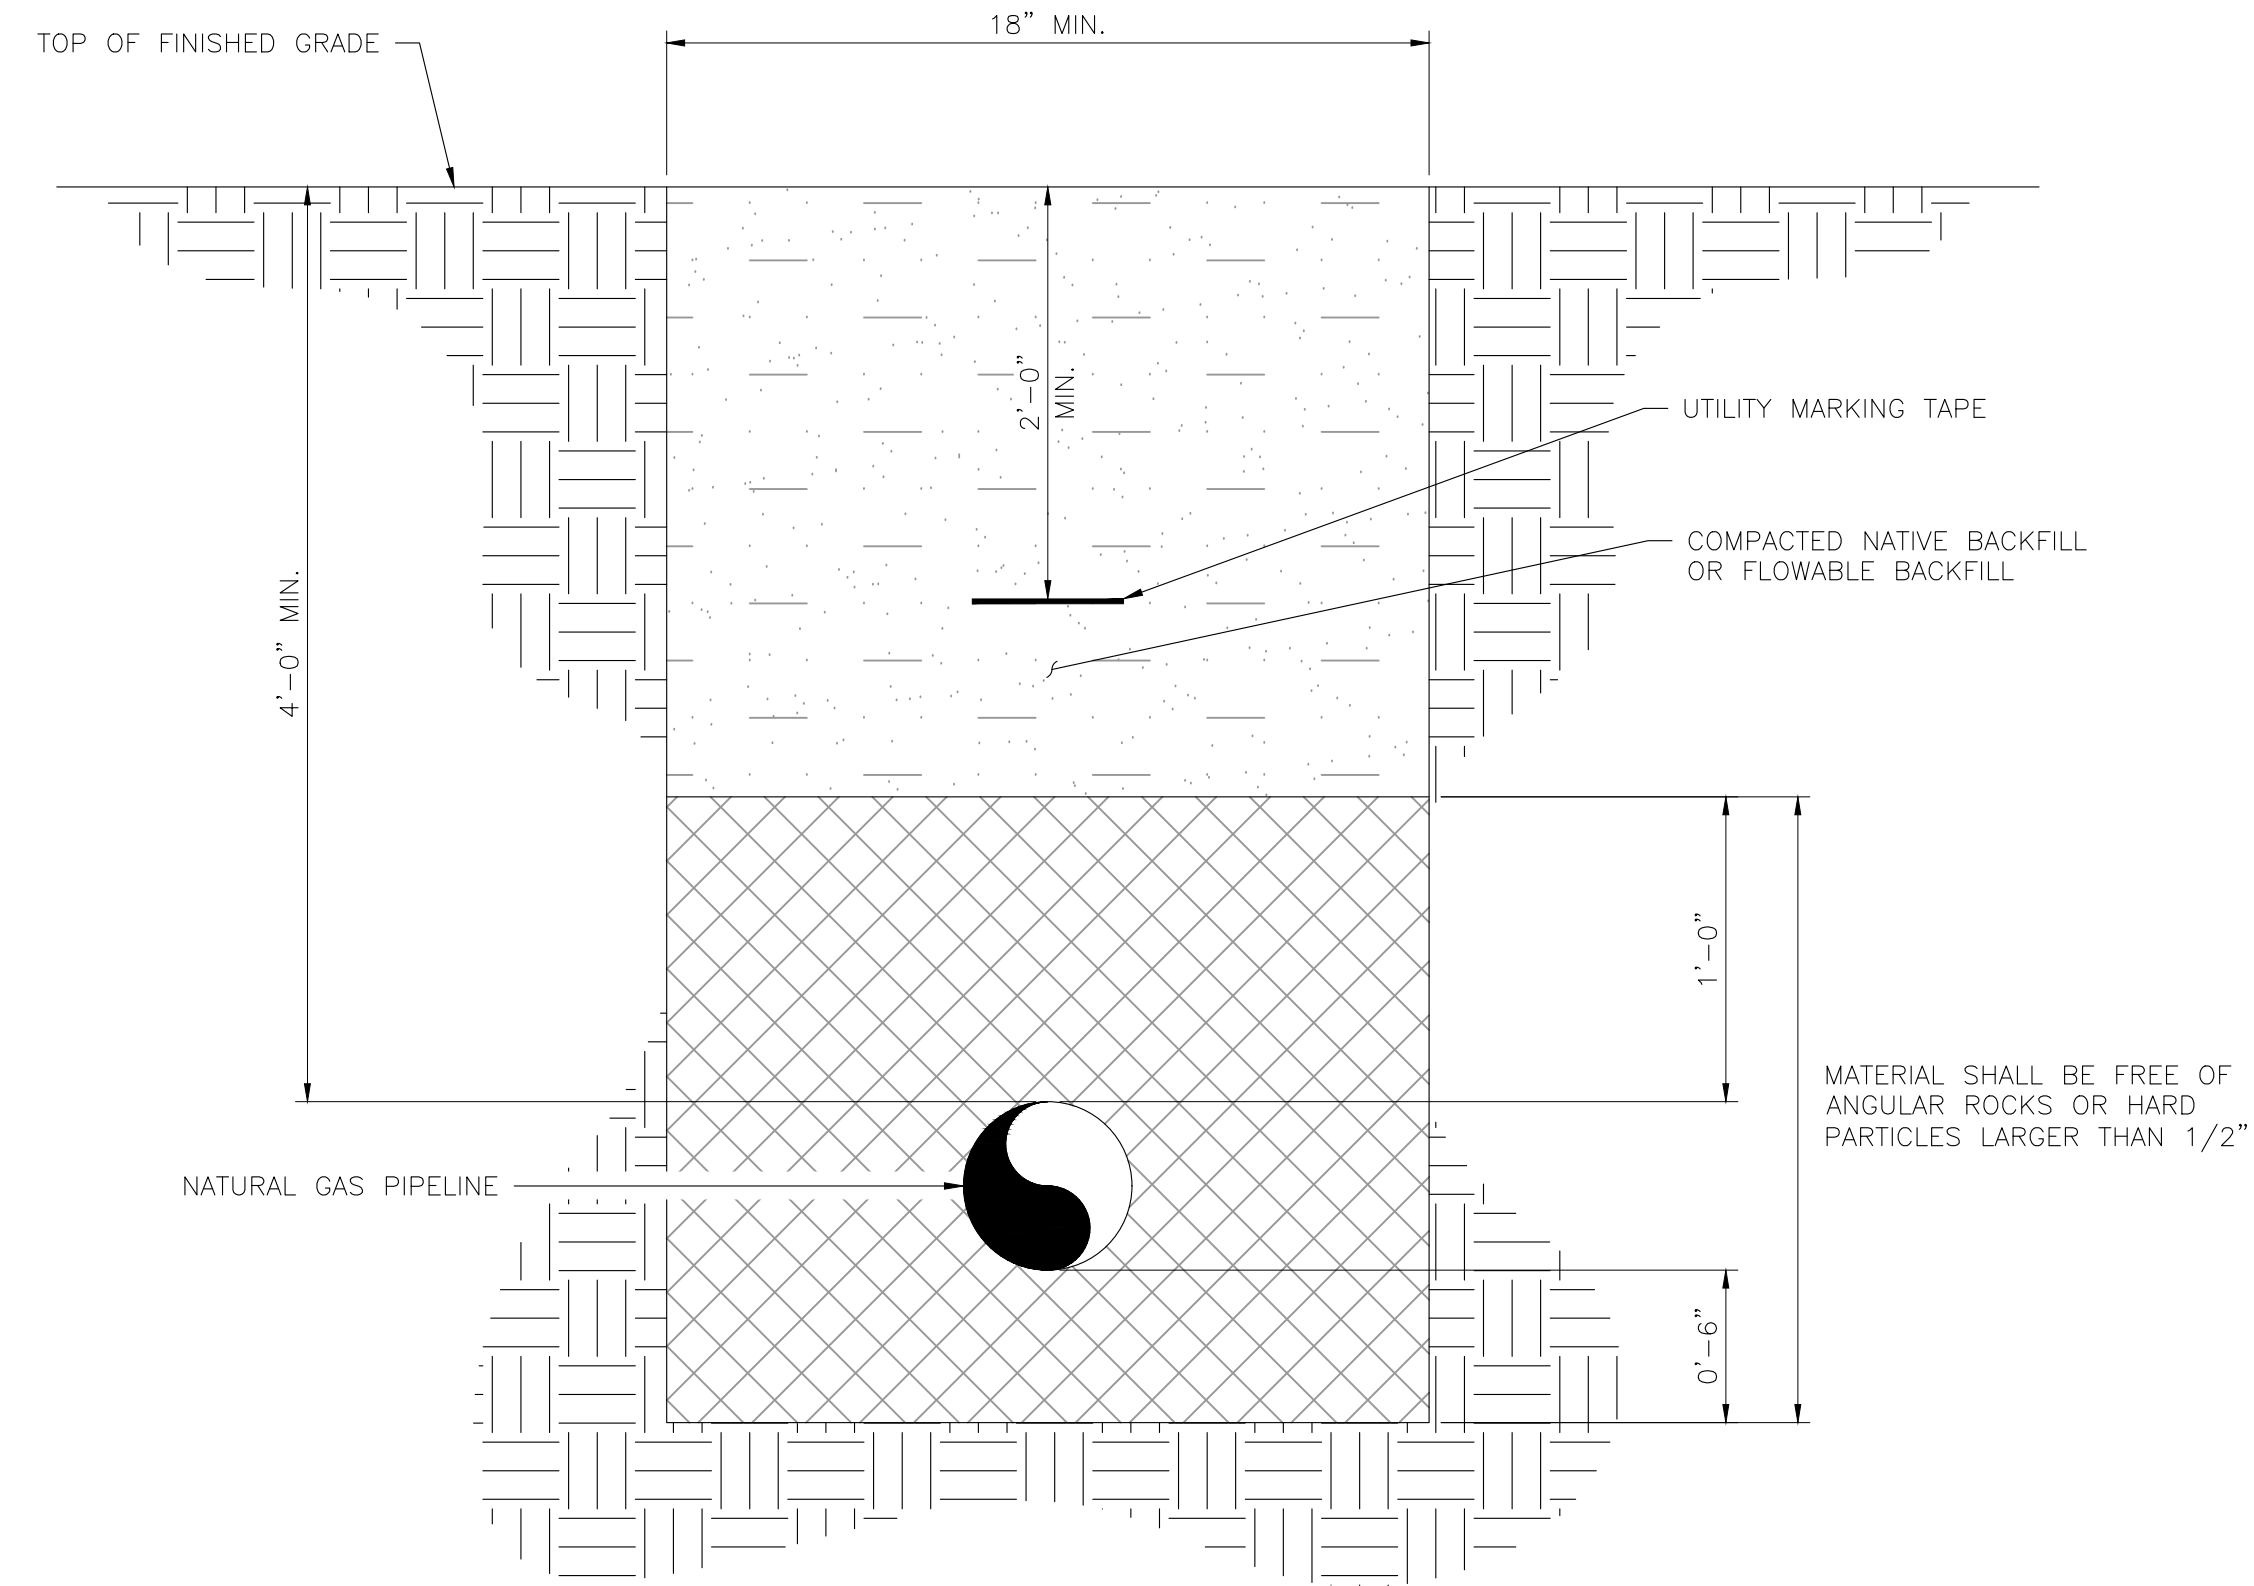 18” MIN.
TOP OF FINISHED GRADE
2’-0”
MIN.
UTILITY MARKING TAPE
COMPACTED NATIVE BACKFILL
OR FLOWABLE BACKFILL
4’-0” MIN.
1’-0”
MATERIAL SHALL BE FREE OF
ANGULAR ROCKS OR HARD
PARTICLES LARGER THAN 1/2”
NATURAL GAS PIPELINE
0’-6”